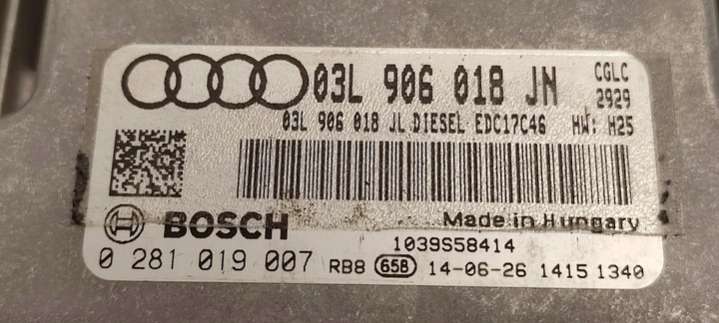 03L 906 018 JN CGLC
2929
03L 906 018 JL DIESEL EDC17C46 HW: H25
BOSCH Made in Hungary
1039S58414
0 281 019 007 RB8 65B 14-06-26 1415 1340